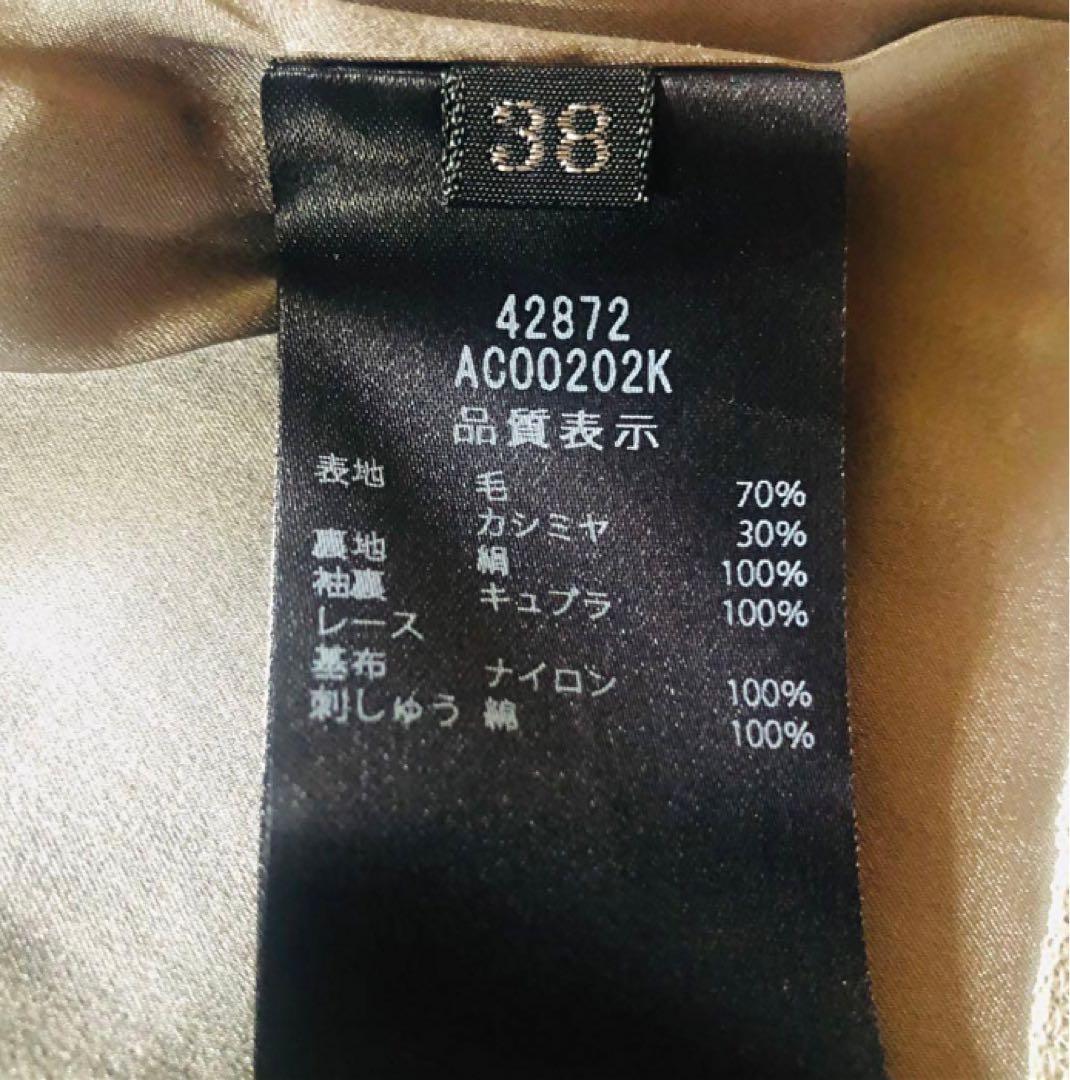 38
42872
AC00202K
品質表示
表地 毛 70%
カシミヤ 30%
裏地 絹 100%
袖裏 キュプラ 100%
レース
基布 ナイロン 100%
刺しゅう 綿 100%